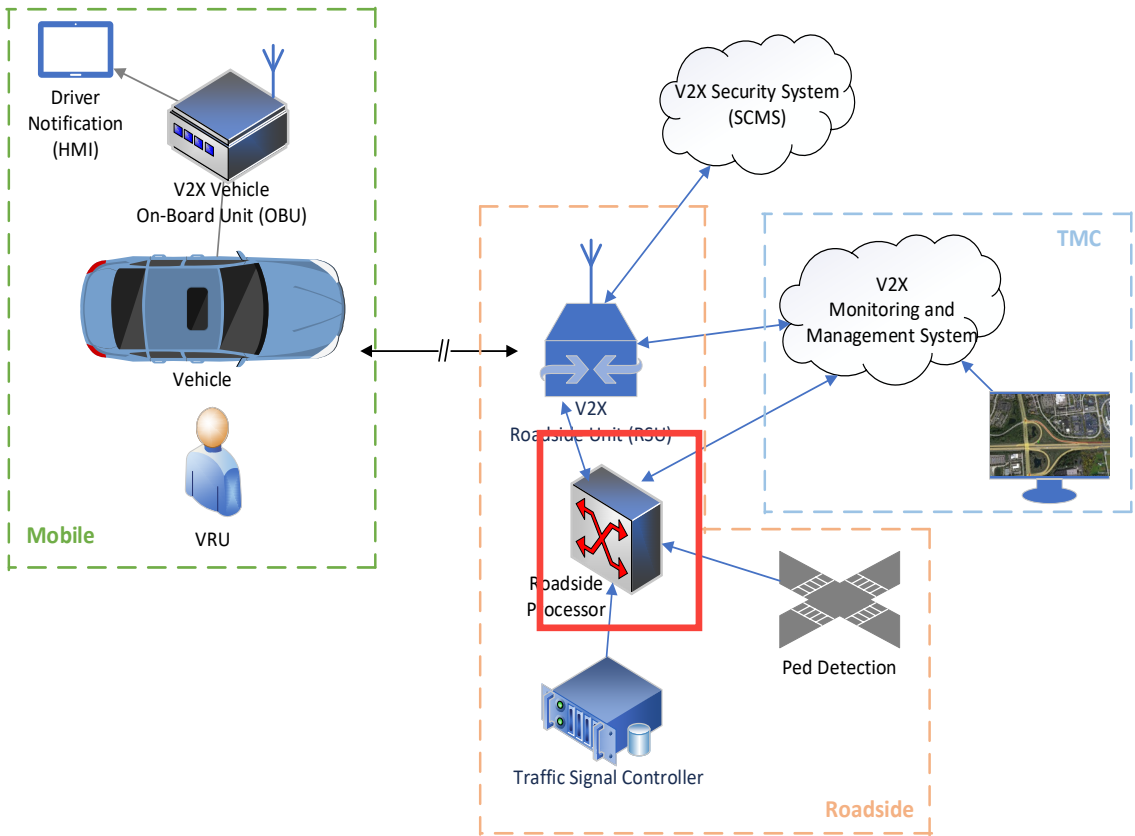 Driver
Notification
(HMI)
V2X Vehicle
On-Board Unit (OBU)
Vehicle
VRU
Mobile
V2X Security System
(SCMS)
TMC
V2X
Monitoring and
Management System
V2X
Roadside Unit (RSU)
Roadside
Processor
Ped Detection
Traffic Signal Controller
Roadside